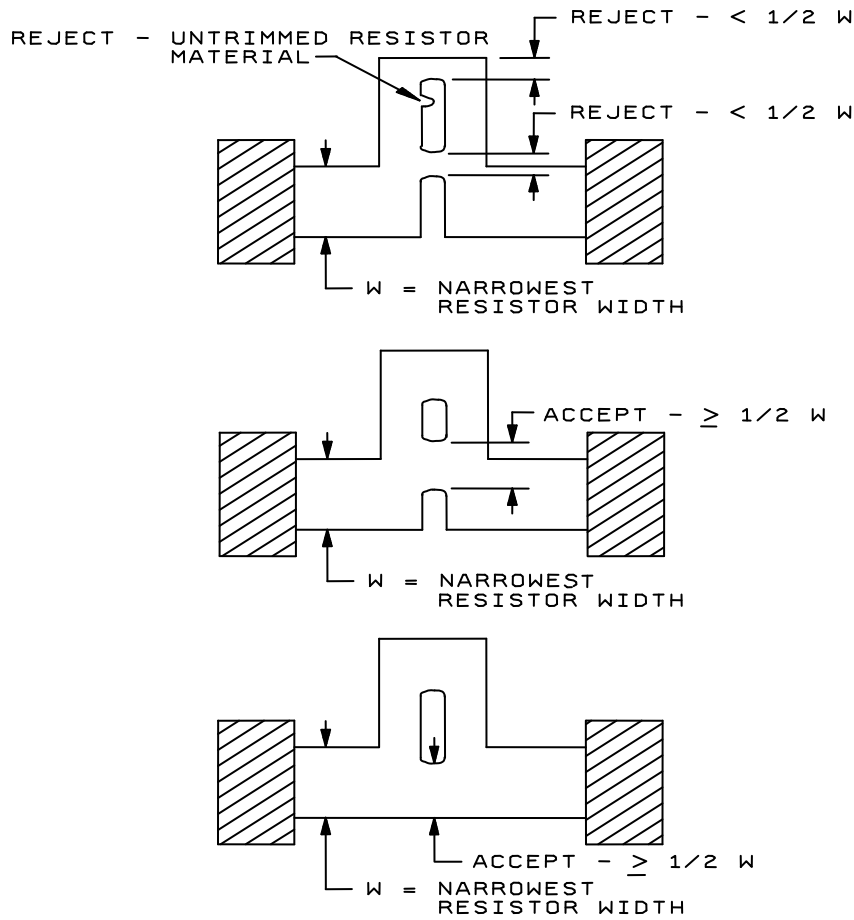 REJECT - < 1/2 W
REJECT - UNTRIMMED RESISTOR
MATERIAL
REJECT - < 1/2 W
W = NARROWEST
RESISTOR WIDTH
ACCEPT - ≥ 1/2 W
W = NARROWEST
RESISTOR WIDTH
ACCEPT - ≥ 1/2 W
W = NARROWEST
RESISTOR WIDTH